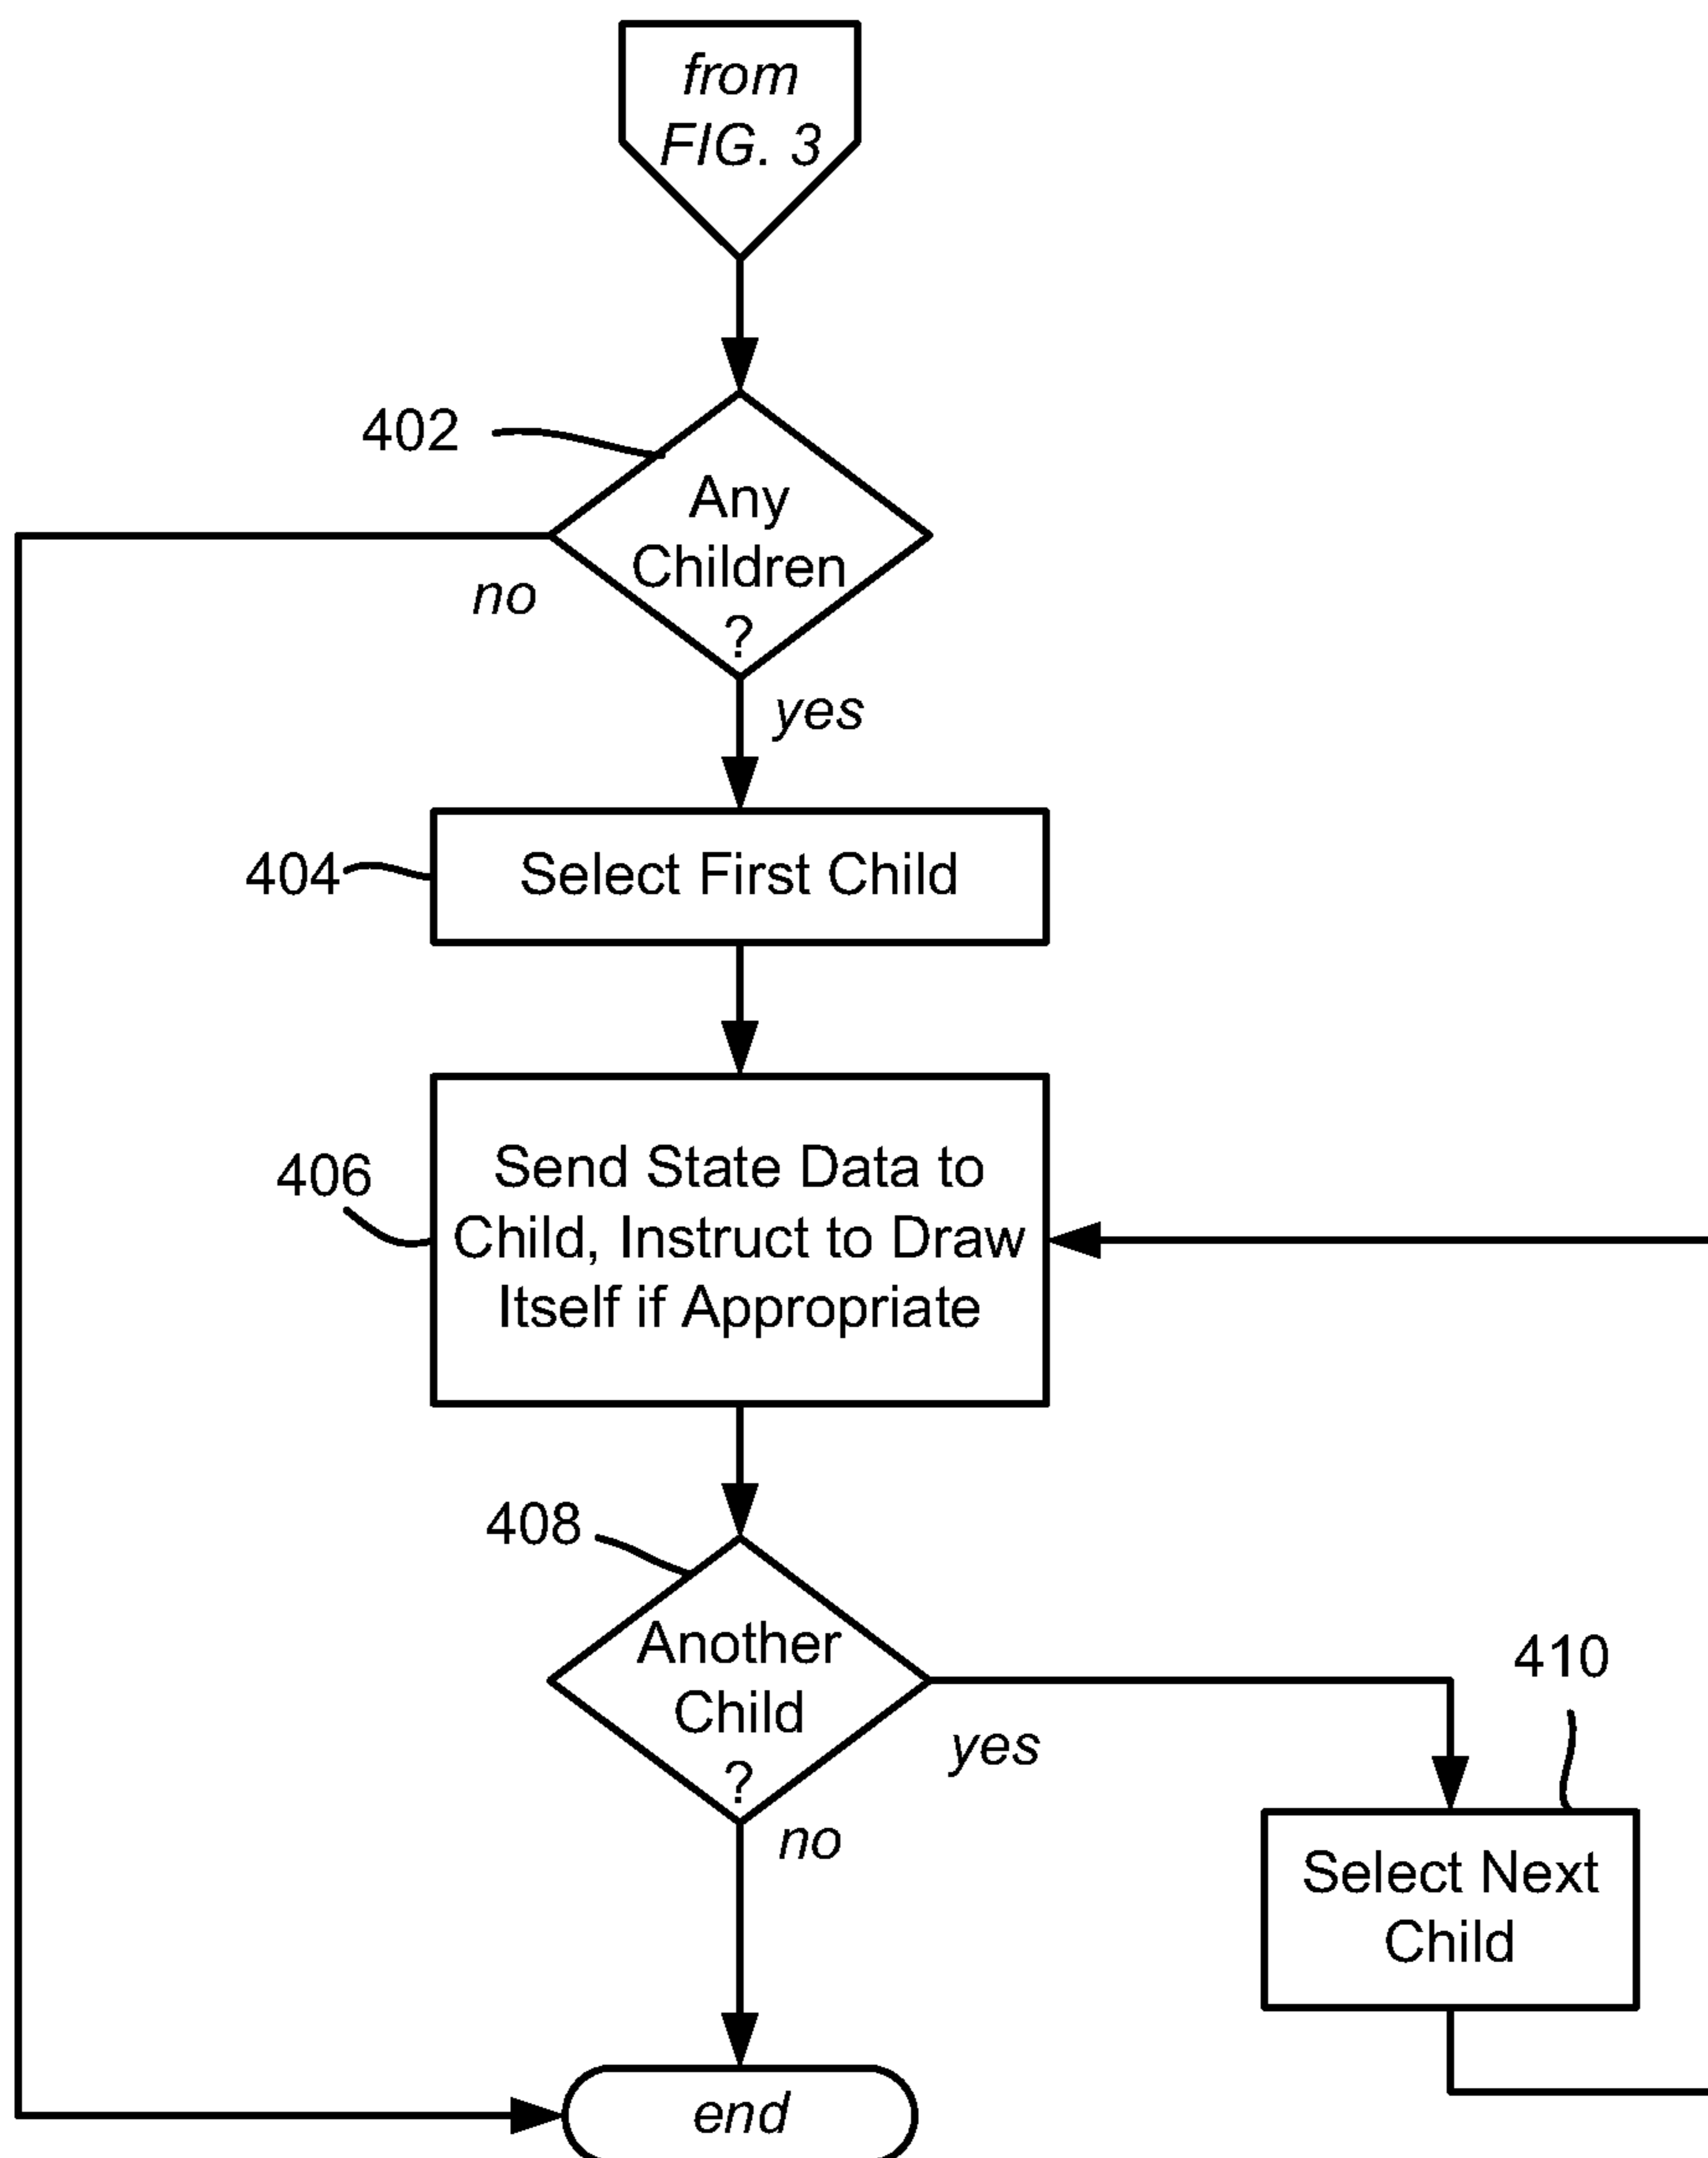 from
FIG. 3
402
Any
Children
?
no
yes
404
Select First Child
406
Send State Data to
Child, Instruct to Draw
Itself if Appropriate
408
Another
Child
?
yes
no
410
Select Next
Child
end